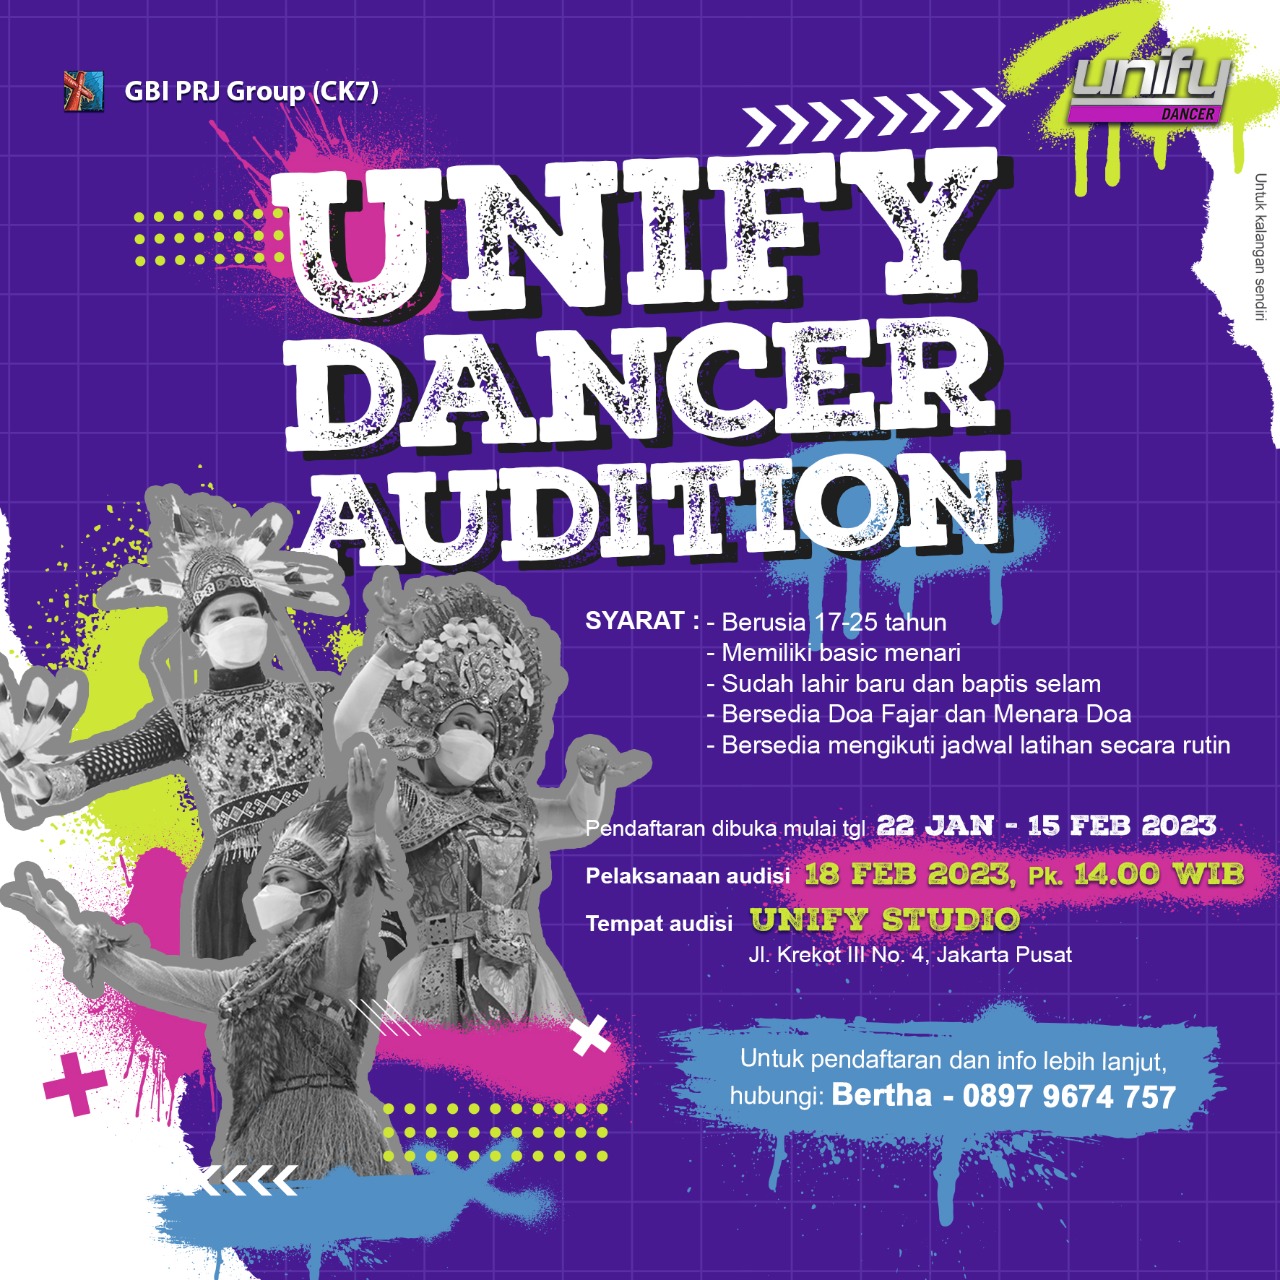 GBI PRJ Group (CK7)
unify
DANCER
Untuk kalangan sendiri
UNIFY
DANCER
AUDITION
SYARAT : - Berusia 17-25 tahun
- Memiliki basic menari
- Sudah lahir baru dan baptis selam
- Bersedia Doa Fajar dan Menara Doa
- Bersedia mengikuti jadwal latihan secara rutin
Pendaftaran dibuka mulai tgl 22 JAN - 15 FEB 2023
Pelaksanaan audisi 18 FEB 2023, Pk. 14.00 WIB
Tempat audisi UNIFY STUDIO
Jl. Krekot III No. 4, Jakarta Pusat
Untuk pendaftaran dan info lebih lanjut,
hubungi: Bertha - 0897 9674 757